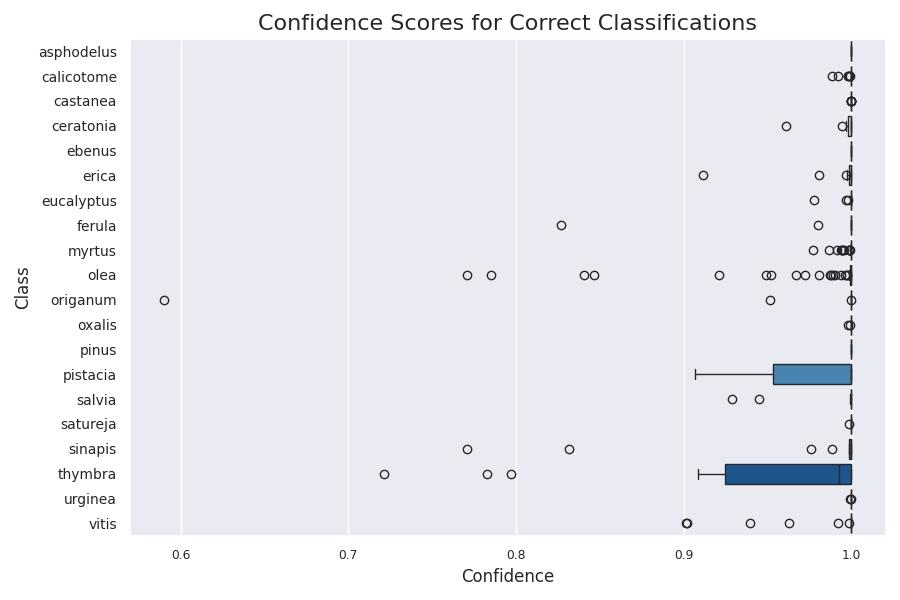 Confidence Scores for Correct Classifications
asphodelus
calicotome
castanea
ceratonia
ebenus
erica
eucalyptus
ferula
myrtus
olea
origanum
oxalis
pinus
pistacia
salvia
satureja
sinapis
thymbra
urginea
vitis
Class
0.6 0.7 0.8 0.9 1.0
Confidence